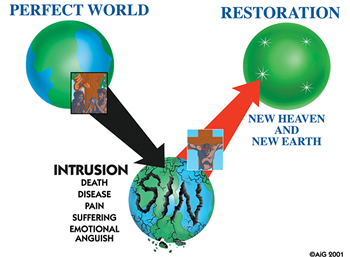 PERFECT WORLD
RESTORATION
NEW HEAVEN
AND
NEW EARTH
INTRUSION
DEATH
DISEASE
PAIN
SUFFERING
EMOTIONAL
ANGUISH
SIN
©AiG 2001